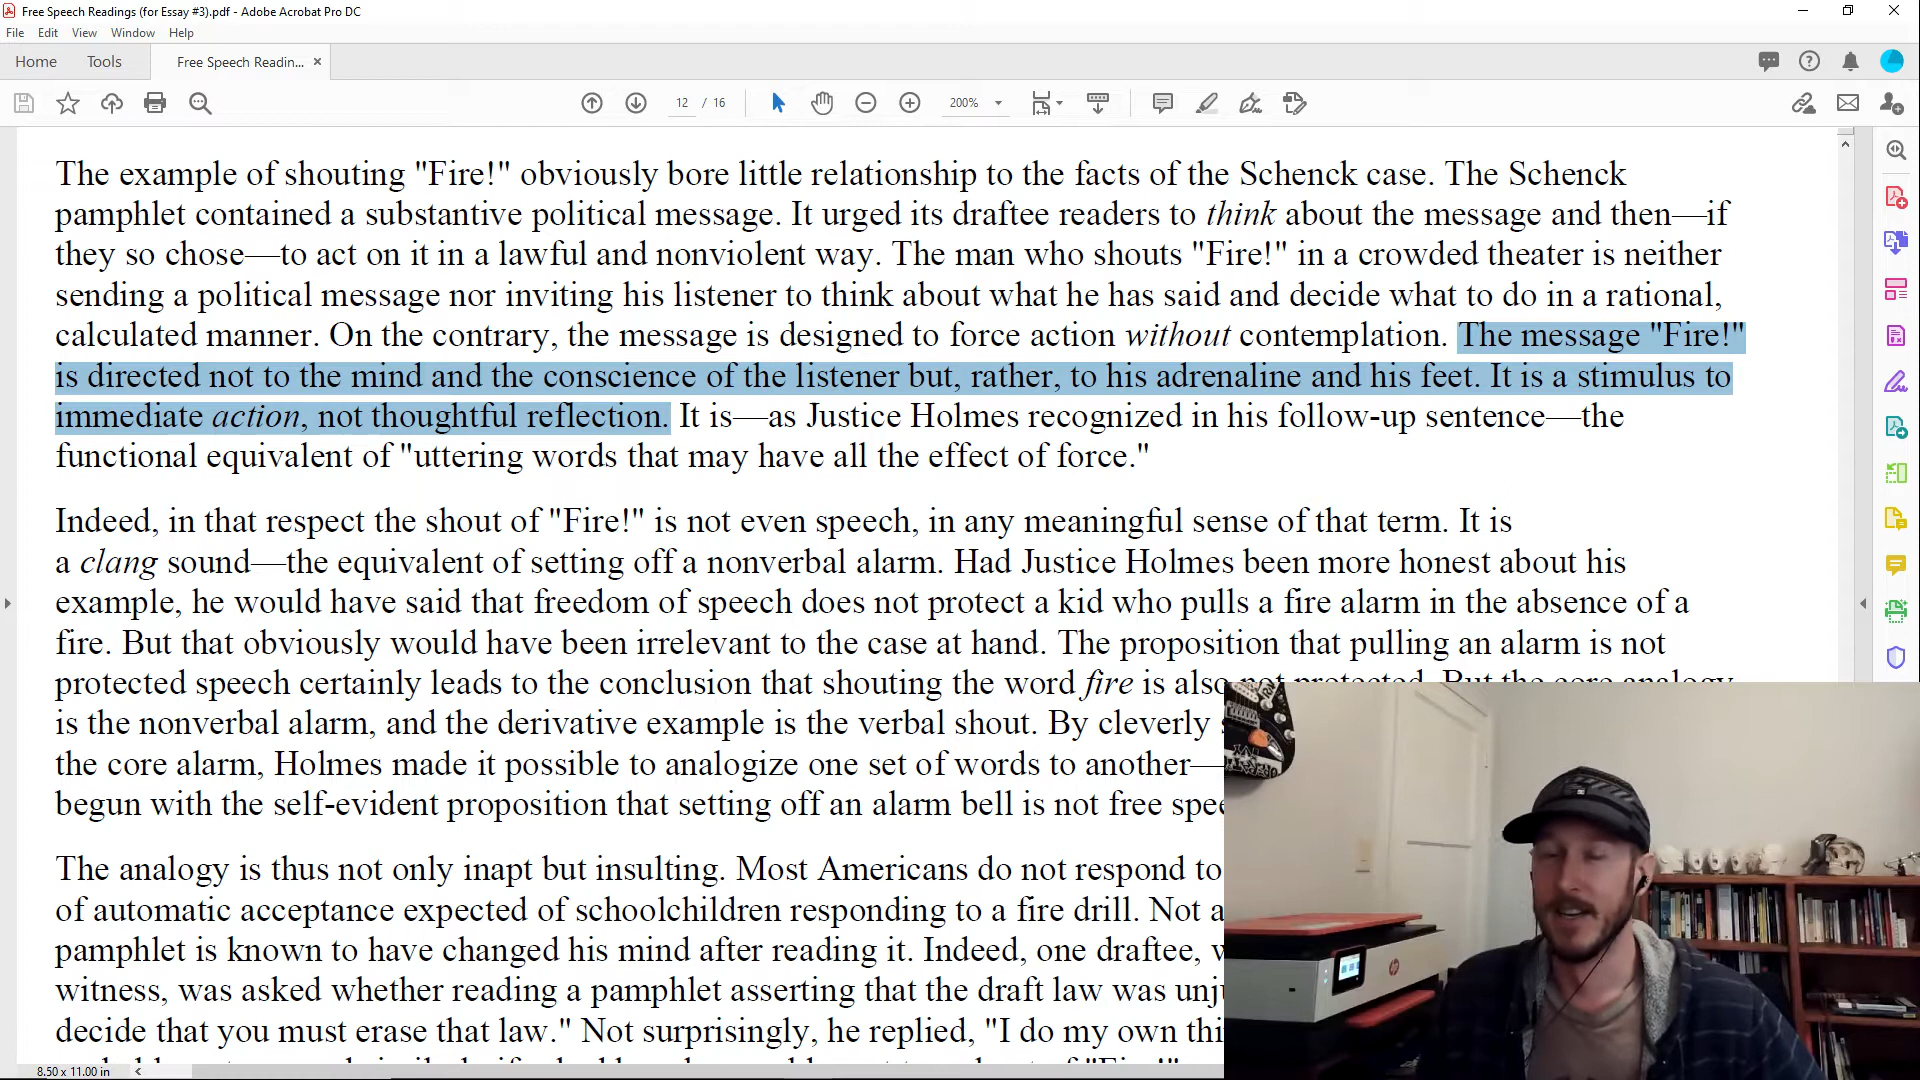 Free Speech Readings (for Essay #3).pdf - Adobe Acrobat Pro DC
File Edit View Window Help
Home Tools Free Speech Readin...
12 / 16 200%
The example of shouting "Fire!" obviously bore little relationship to the facts of the Schenck case. The Schenck
pamphlet contained a substantive political message. It urged its draftee readers to think about the message and then—if
they so chose—to act on it in a lawful and nonviolent way. The man who shouts "Fire!" in a crowded theater is neither
sending a political message nor inviting his listener to think about what he has said and decide what to do in a rational,
calculated manner. On the contrary, the message is designed to force action without contemplation. The message "Fire!"
is directed not to the mind and the conscience of the listener but, rather, to his adrenaline and his feet. It is a stimulus to
immediate action, not thoughtful reflection. It is—as Justice Holmes recognized in his follow-up sentence—the
functional equivalent of "uttering words that may have all the effect of force."
Indeed, in that respect the shout of "Fire!" is not even speech, in any meaningful sense of that term. It is
a clang sound—the equivalent of setting off a nonverbal alarm. Had Justice Holmes been more honest about his
example, he would have said that freedom of speech does not protect a kid who pulls a fire alarm in the absence of a
fire. But that obviously would have been irrelevant to the case at hand. The proposition that pulling an alarm is not
protected speech certainly leads to the conclusion that shouting the word fire is also not protected. But the core analogy
is the nonverbal alarm, and the derivative example is the verbal shout. By cleverly
the core alarm, Holmes made it possible to analogize one set of words to another—
begun with the self-evident proposition that setting off an alarm bell is not free
The analogy is thus not only inapt but insulting. Most Americans do not respond to
of automatic acceptance expected of schoolchildren responding to a fire drill. Not
pamphlet is known to have changed his mind after reading it. Indeed, one draftee,
witness, was asked whether reading a pamphlet asserting that the draft law was
decide that you must erase that law." Not surprisingly, he replied, "I do my own
8.50 x 11.00 in